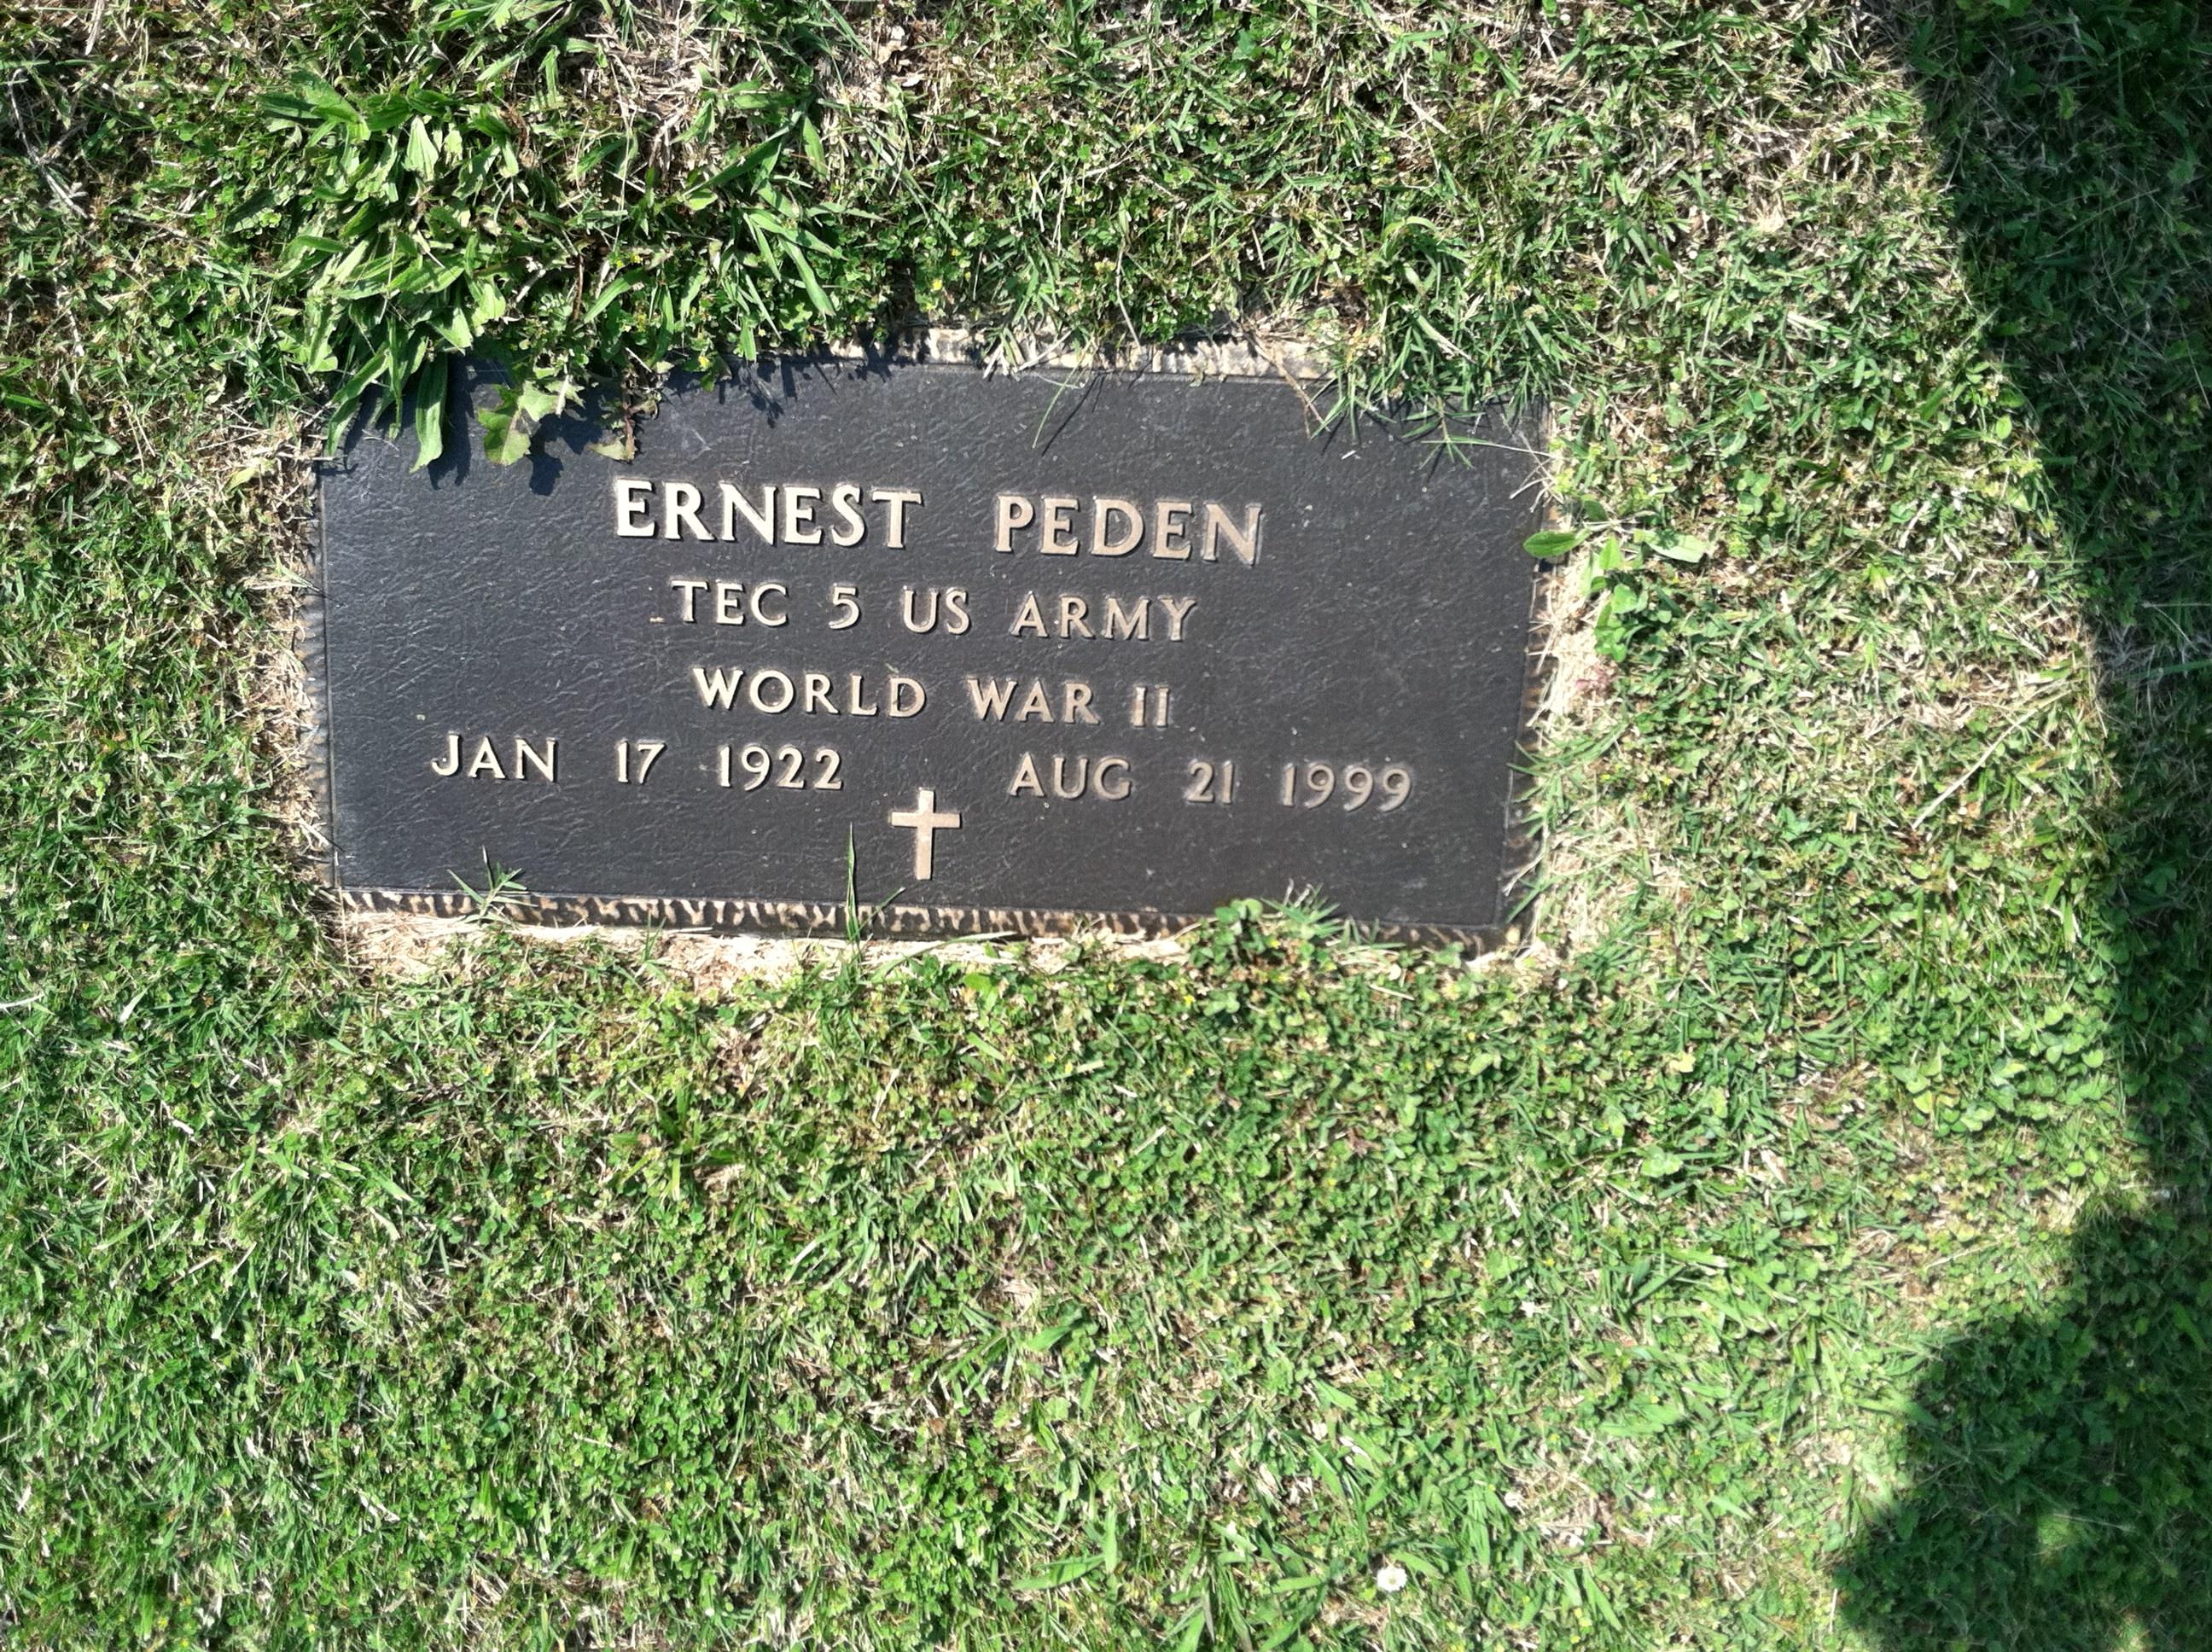 ERNEST PEDEN
TEC 5 US ARMY
WORLD WAR II
JAN 17 1922 AUG 21 1999